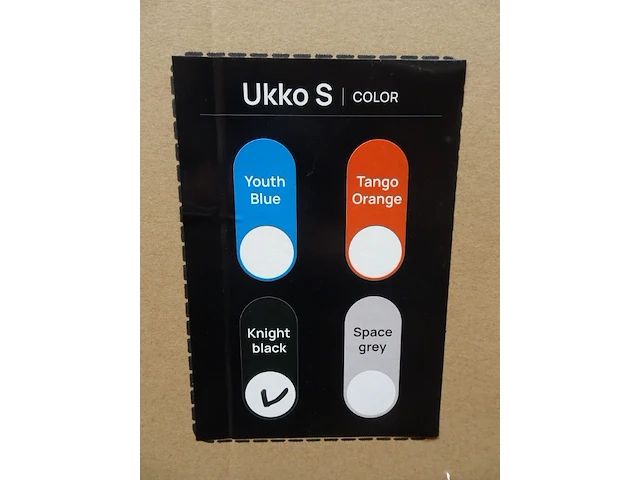 Ukko S | COLOR
Youth
Blue
Tango
Orange
Knight
black
Space
grey